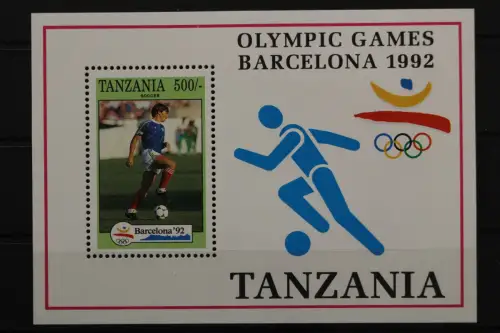 OLYMPIC GAMES
BARCELONA 1992
TANZANIA 500/-
SOCCER
Barcelona '92
TANZANIA